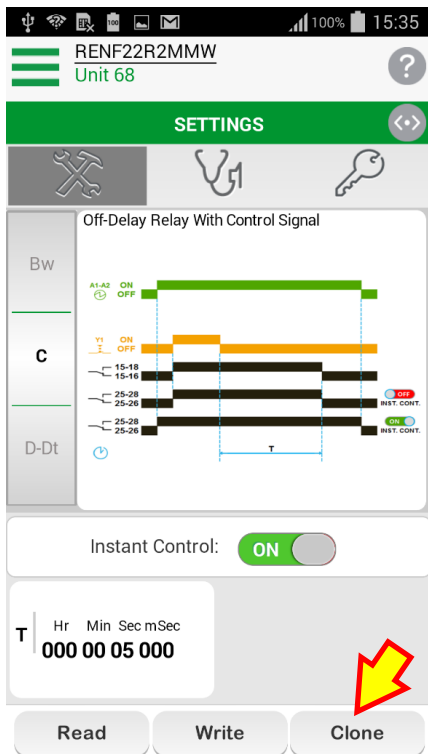 100 100% 15:35
RENF22R2MMW
Unit 68
?
SETTINGS
Off-Delay Relay With Control Signal
Bw
C
D-Dt
A1-A2 ON
OFF
Y1 ON
OFF
15-18
15-16
25-28
25-26
OFF
INST. CONT.
25-28
25-26
ON
INST. CONT.
T
Instant Control: ON
T
Hr Min Sec mSec
000 00 05 000
Read Write Clone